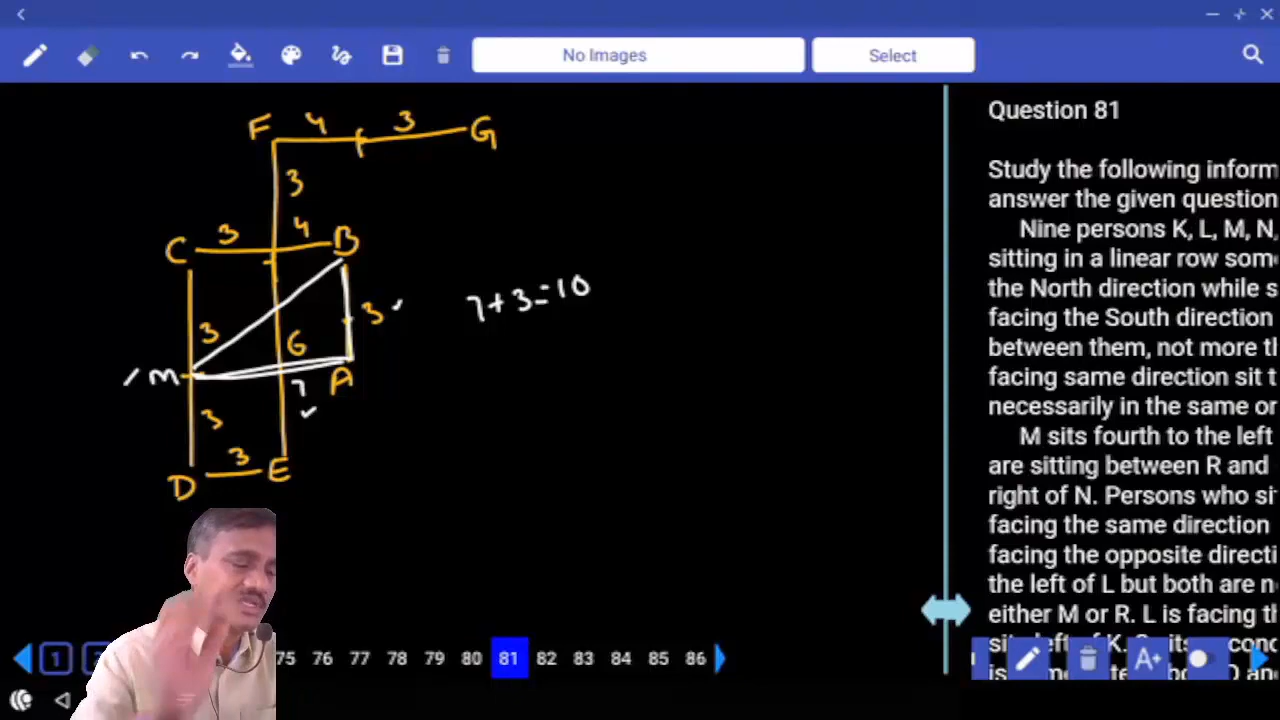 No Images
Select
F 4 3 G
3
C 3 4 B
3 6 3
7+3=10
M 7 A
3
D 3 E
Question 81
Study the following inform
answer the given question
Nine persons K, L, M, N,
sitting in a linear row som
the North direction while s
facing the South direction
between them, not more th
facing same direction sit t
necessarily in the same or
M sits fourth to the left
are sitting between R and
right of N. Persons who si
facing the same direction
facing the opposite directi
the left of L but both are n
either M or R. L is facing th
left of K.
1 75 76 77 78 79 80 81 82 83 84 85 86
A+